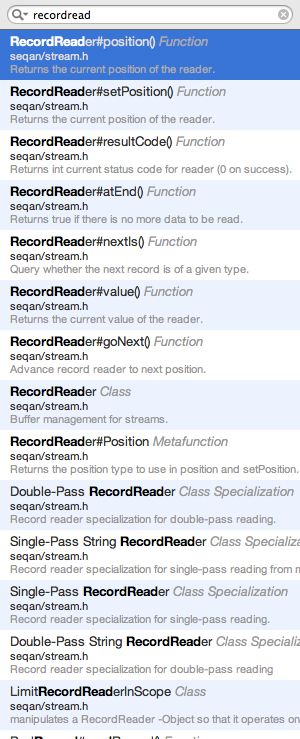 recordread
RecordReader#position() Function
seqan/stream.h
Returns the current position of the reader.
RecordReader#setPosition() Function
seqan/stream.h
Returns the current position of the reader.
RecordReader#resultCode() Function
seqan/stream.h
Returns int current status code for reader (0 on success).
RecordReader#atEnd() Function
seqan/stream.h
Returns true if there is no more data to be read.
RecordReader#nextIs() Function
seqan/stream.h
Query whether the next record is of a given type.
RecordReader#value() Function
seqan/stream.h
Returns the current value of the reader.
RecordReader#goNext() Function
seqan/stream.h
Advance record reader to next position.
RecordReader Class
seqan/stream.h
Buffer management for streams.
RecordReader#Position Metafunction
seqan/stream.h
Returns the position type to use in position and setPosition.
Double-Pass RecordReader Class Specialization
seqan/stream.h
Record reader specialization for double-pass reading.
Single-Pass String RecordReader Class Specializa
seqan/stream.h
Record reader specialization for single-pass reading from m
Single-Pass RecordReader Class Specialization
seqan/stream.h
Record reader specialization for single-pass reading.
Double-Pass String RecordReader Class Specializ
seqan/stream.h
Record reader specialization for double-pass reading
LimitRecordReaderInScope Class
seqan/stream.h
manipulates a RecordReader -Object so that it operates on